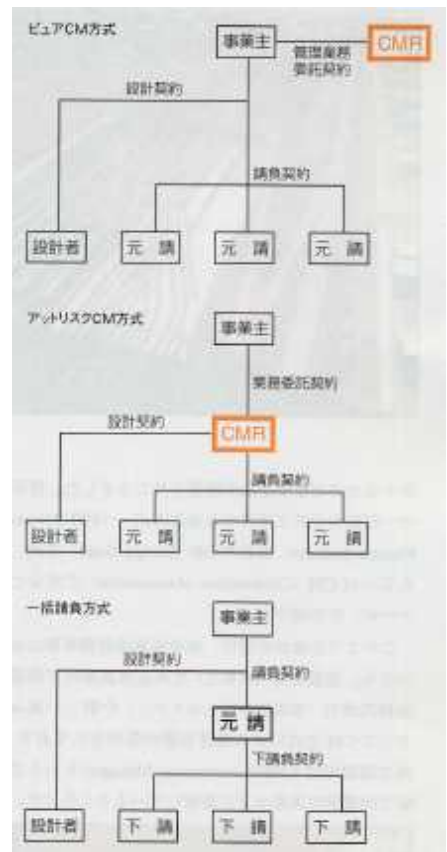 ピュアCM方式
事業主
CMR
管理業務
委託契約
設計契約
請負契約
設計者
元 請
元 請
元 請
アットリスクCM方式
事業主
業務委託契約
設計契約
CMR
請負契約
設計者
元 請
元 請
元 請
一括請負方式
事業主
設計契約
請負契約
元 請
下請負契約
設計者
下 請
下 請
下 請